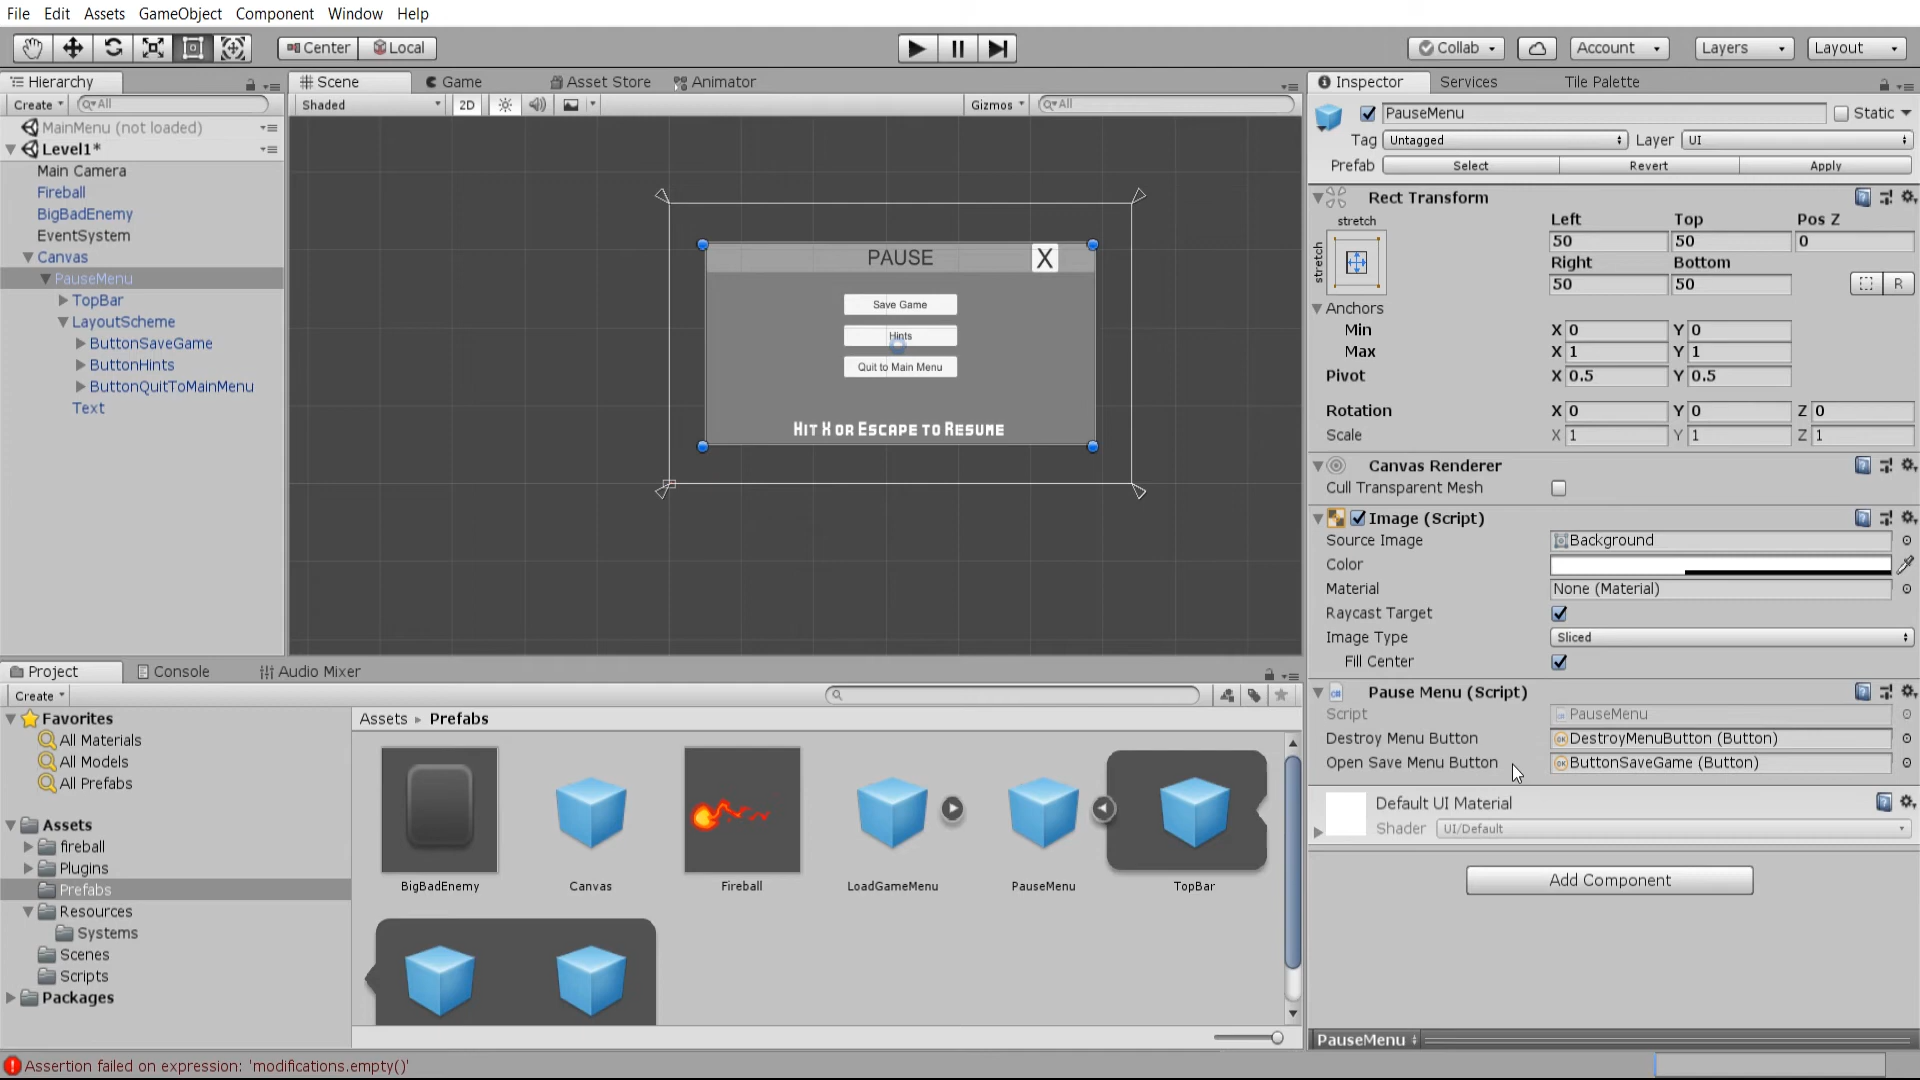 File Edit Assets GameObject Component Window Help
Center Local Collab Account Layers Layout
Hierarchy
Create All
MainMenu (not loaded)
Level1*
Main Camera
Fireball
BigBadEnemy
EventSystem
Canvas
PauseMenu
TopBar
LayoutScheme
ButtonSaveGame
ButtonHints
ButtonQuitToMainMenu
Text
Scene Game Asset Store Animator
Shaded 2D Gizmos All
PAUSE X
Save Game
Hints
Quit to Main Menu
Hit X or Escape to Resume
Inspector Services Tile Palette
PauseMenu Static
Tag Untagged Layer UI
Prefab Select Revert Apply
Rect Transform
stretch Left Top Pos Z
stretch 50 50 0
Right Bottom
50 50 R
Anchors
Min X 0 Y 0
Max X 1 Y 1
Pivot X 0.5 Y 0.5
Rotation X 0 Y 0 Z 0
Scale X 1 Y 1 Z 1
Canvas Renderer
Cull Transparent Mesh
Image (Script)
Source Image Background
Color
Material None (Material)
Raycast Target
Image Type Sliced
Fill Center
Pause Menu (Script)
Script PauseMenu
Destroy Menu Button DestroyMenuButton (Button)
Open Save Menu Button ButtonSaveGame (Button)
Default UI Material
Shader UI/Default
Add Component
PauseMenu
Project Console Audio Mixer
Create
Favorites
All Materials
All Models
All Prefabs
Assets
fireball
Plugins
Prefabs
Resources
Systems
Scenes
Scripts
Packages
Assets Prefabs
BigBadEnemy Canvas Fireball LoadGameMenu PauseMenu TopBar
Assertion failed on expression: 'modifications.empty()'